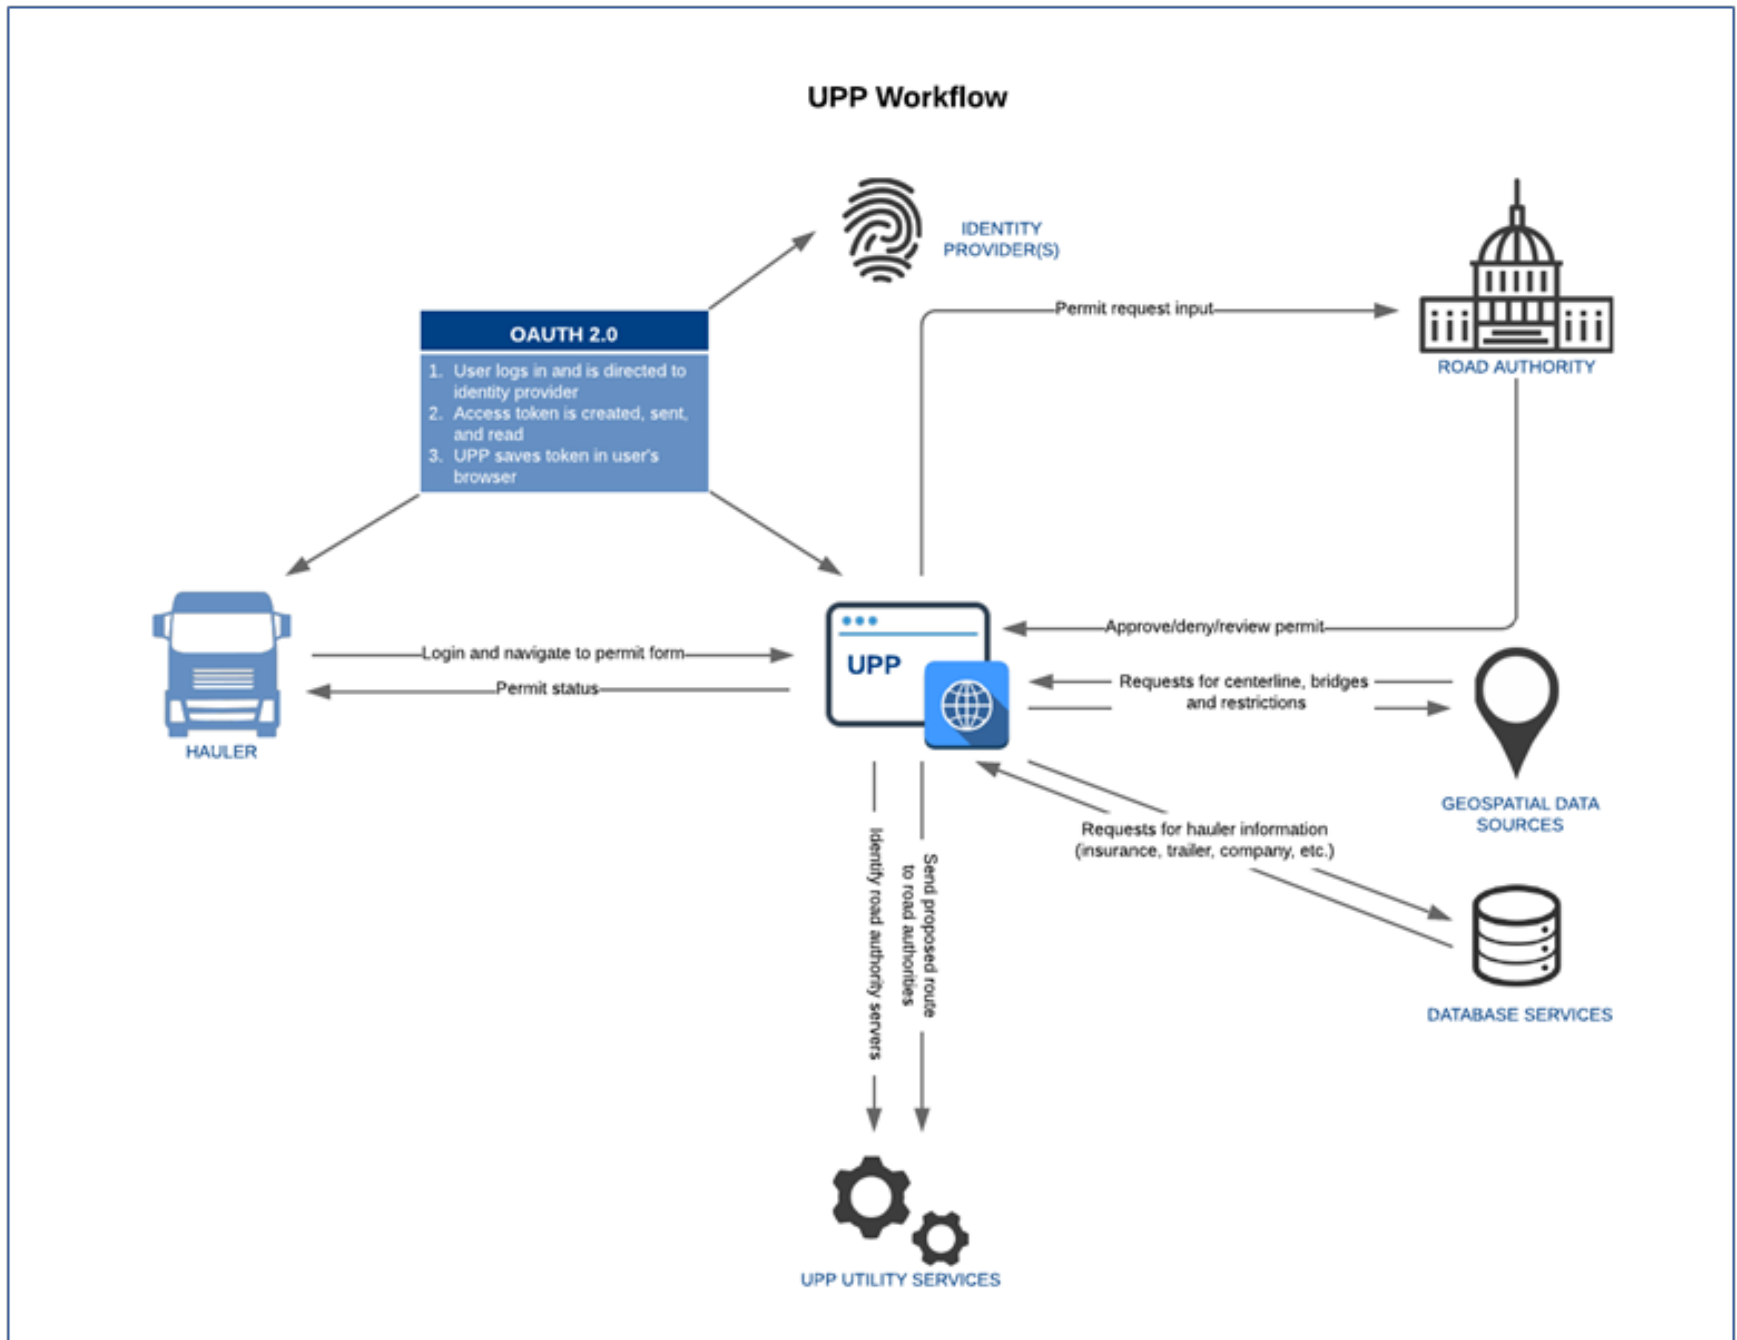 UPP Workflow
IDENTITY
PROVIDER(S)
Permit request input
OAUTH 2.0
1. User logs in and is directed to
identity provider
2. Access token is created, sent,
and read
3. UPP saves token in user's
browser
ROAD AUTHORITY
Login and navigate to permit form
Permit status
HAULER
UPP
Approve/deny/review permit
Requests for centerline, bridges
and restrictions
GEOSPATIAL DATA
SOURCES
Requests for hauler information
(insurance, trailer, company, etc.)
DATABASE SERVICES
Identify road authority servers
Send proposed route
to road authorities
UPP UTILITY SERVICES